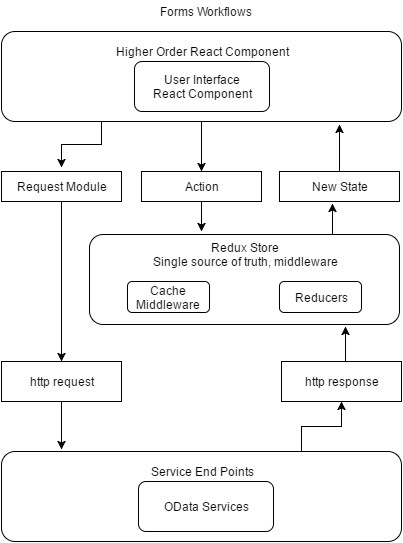 Forms Workflows
Higher Order React Component
User Interface
React Component
Request Module
Action
New State
Redux Store
Single source of truth, middleware
Cache
Middleware
Reducers
http request
http response
Service End Points
OData Services